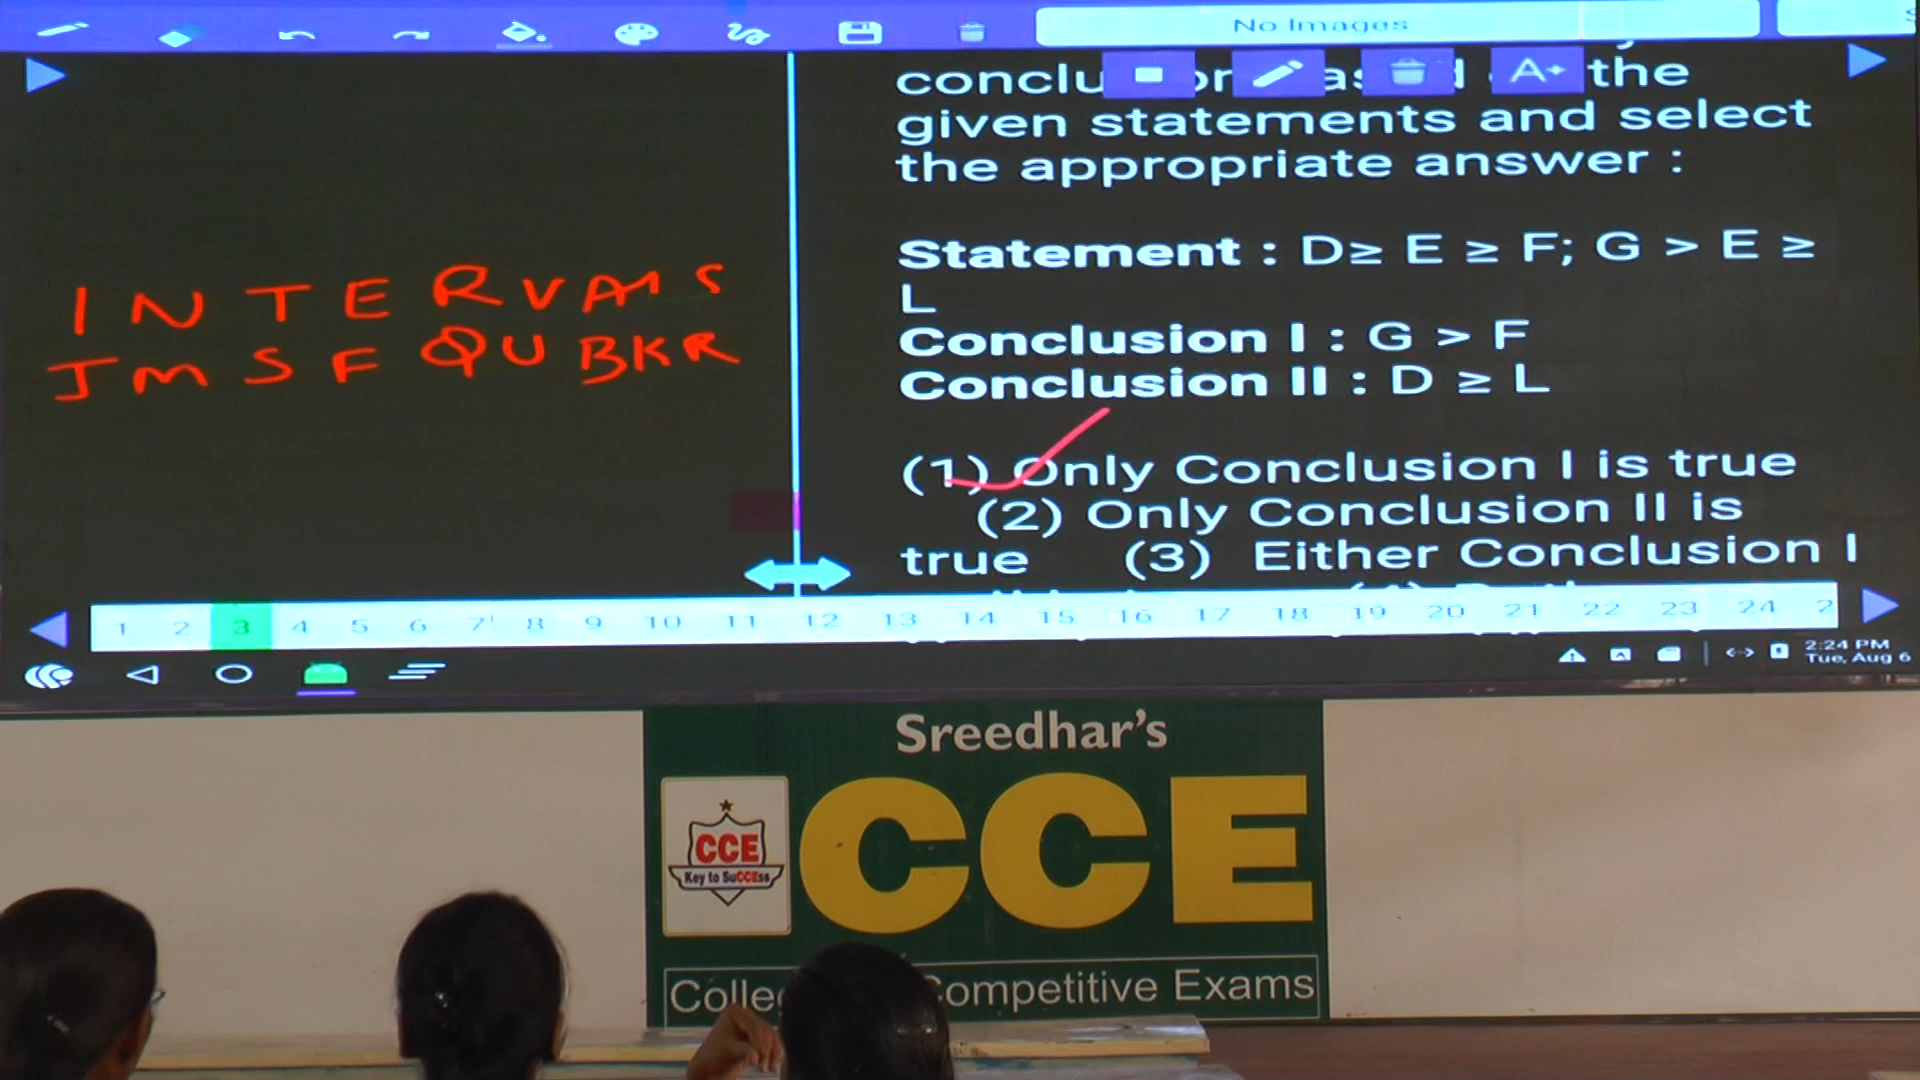 No Images
A+
the
given statements and select
the appropriate answer :
Statement : D≥ E ≥ F; G > E ≥
L
Conclusion I : G > F
Conclusion II : D ≥ L
(1) Only Conclusion I is true
(2) Only Conclusion II is
true (3) Either Conclusion I
I N T E R V A S
J M S F Q U B K R
1 2 3 4 5 6 7 8 9 10 11 12 13 14 15 16 17 18 19 20 21 22 23 24 2
2:24 PM
Tue, Aug 6
Sreedhar's
CCE
CCE
Key to SuCCEss
Competitive Exams